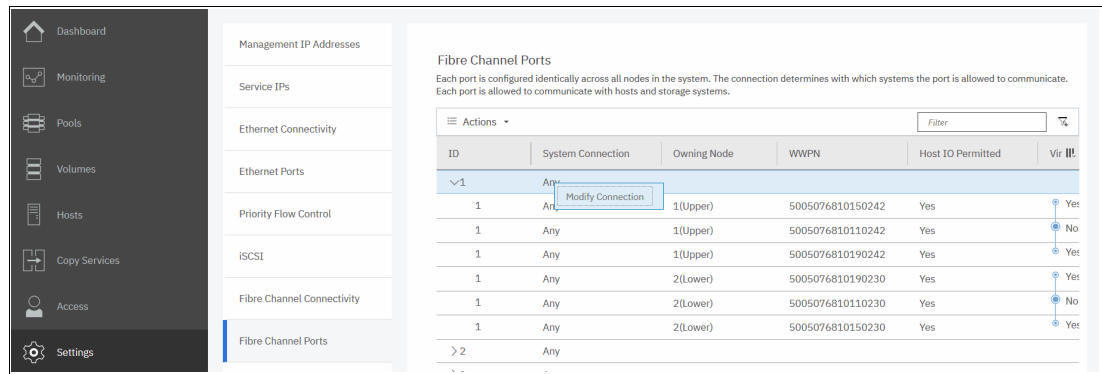 Dashboard
Monitoring
Pools
Volumes
Hosts
Copy Services
Access
Settings
Management IP Addresses
Service IPs
Ethernet Connectivity
Ethernet Ports
Priority Flow Control
iSCSI
Fibre Channel Connectivity
Fibre Channel Ports
Fibre Channel Ports
Each port is configured identically across all nodes in the system. The connection determines with which systems the port is allowed to communicate.
Each port is allowed to communicate with hosts and storage systems.
Actions
Filter
ID System Connection Owning Node WWPN Host IO Permitted Vir
1 Any
Modify Connection
1 Any 1(Upper) 5005076810150242 Yes Yes
1 Any 1(Upper) 5005076810110242 Yes No
1 Any 1(Upper) 5005076810190242 Yes Yes
1 Any 2(Lower) 5005076810190230 Yes Yes
1 Any 2(Lower) 5005076810110230 Yes No
1 Any 2(Lower) 5005076810150230 Yes Yes
2 Any